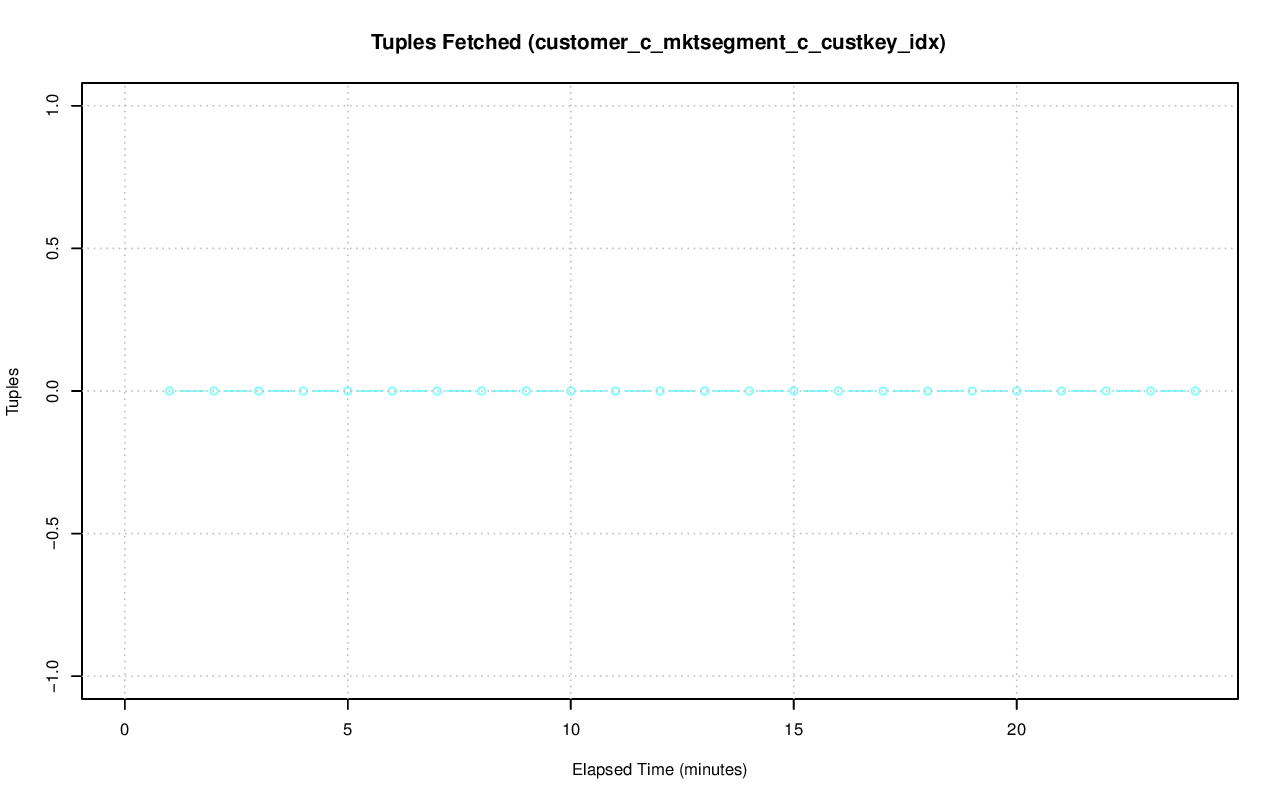 Tuples Fetched (customer_c_mktsegment_c_custkey_idx)
1.0
0.5
0.0
−0.5
−1.0
Tuples
0 5 10 15 20
Elapsed Time (minutes)